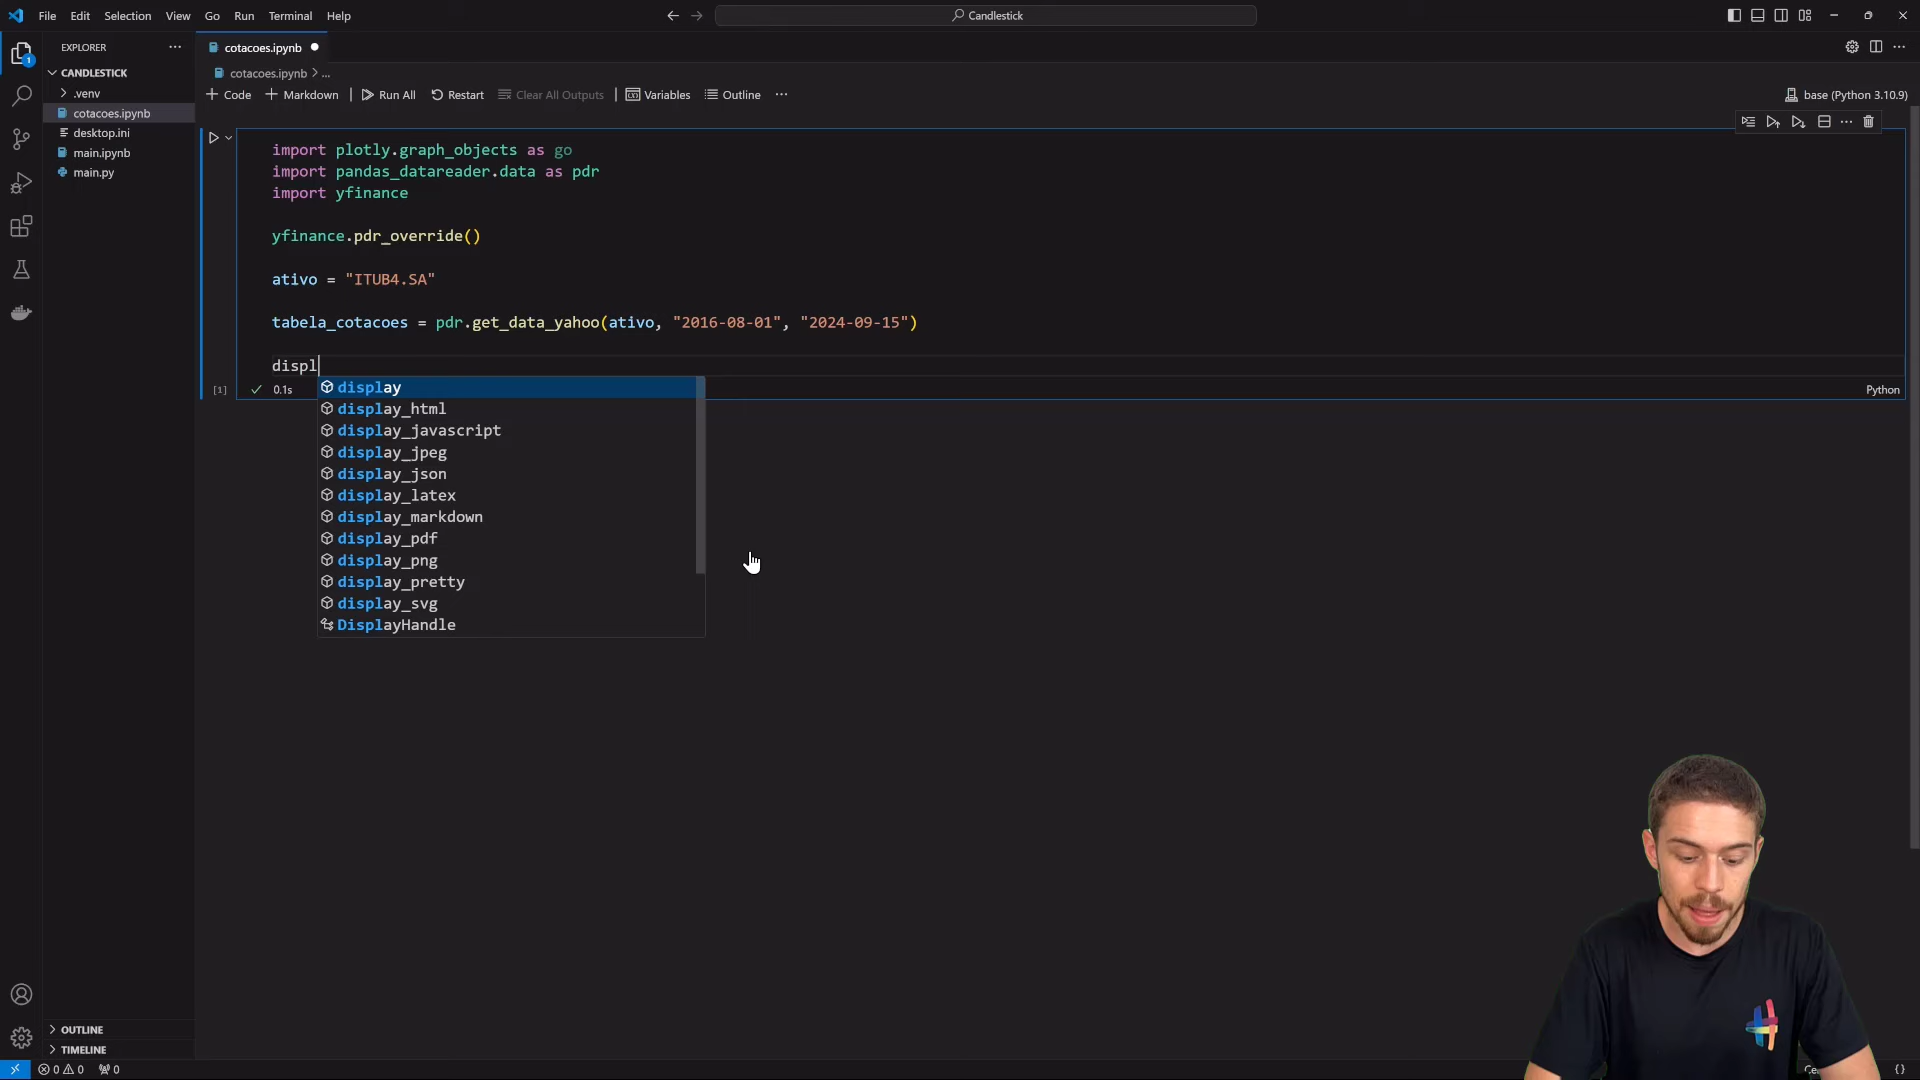 File Edit Selection View Go Run Terminal Help
Candlestick
EXPLORER
CANDLESTICK
.venv
cotacoes.ipynb
desktop.ini
main.ipynb
main.py
cotacoes.ipynb
cotacoes.ipynb > ...
Code Markdown Run All Restart Clear All Outputs Variables Outline ...
base (Python 3.10.9)
import plotly.graph_objects as go
import pandas_datareader.data as pdr
import yfinance
yfinance.pdr_override()
ativo = "ITUB4.SA"
tabela_cotacoes = pdr.get_data_yahoo(ativo, "2016-08-01", "2024-09-15")
displ
[1] 0.1s
Python
display
display_html
display_javascript
display_jpeg
display_json
display_latex
display_markdown
display_pdf
display_png
display_pretty
display_svg
DisplayHandle
OUTLINE
TIMELINE
0 0 0